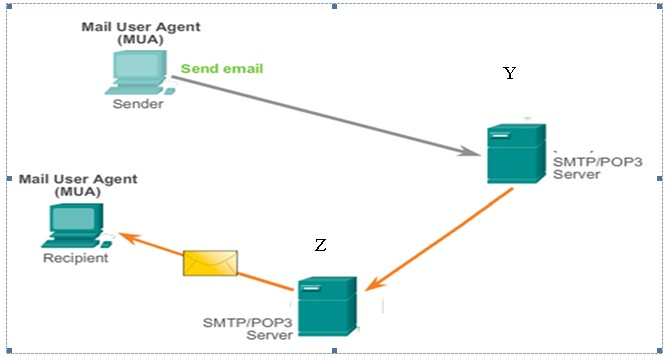 Mail User Agent
(MUA)
Send email
Sender
Y
SMTP/POP3
Server
Mail User Agent
(MUA)
Recipient
Z
SMTP/POP3
Server